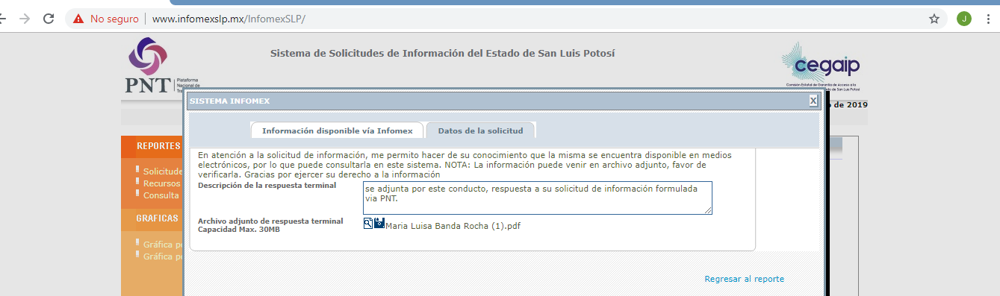 No seguro | www.infomexslp.mx/InfomexSLP/
J
Sistema de Solicitudes de Información del Estado de San Luis Potosí
PNT
Plataforma
Nacional de
cegaip
Comisión Estatal de Garantía de Acceso a la
de San Luis Potosí
SISTEMA INFOMEX
X
de 2019
Información disponible vía Infomex
Datos de la solicitud
REPORTES
Recursos
Consulta
GRAFICAS
Gráfica
Gráfica
En atención a la solicitud de información, me permito hacer de su conocimiento que la misma se encuentra disponible en medios
electrónicos, por lo que puede consultarla en este sistema. NOTA: La información puede venir en archivo adjunto, favor de
verificarla. Gracias por ejercer su derecho a la información
Descripción de la respuesta terminal
se adjunta por este conducto, respuesta a su solicitud de información formulada
via PNT.
Archivo adjunto de respuesta terminal
Capacidad Max. 30MB
Maria Luisa Banda Rocha (1).pdf
Regresar al reporte